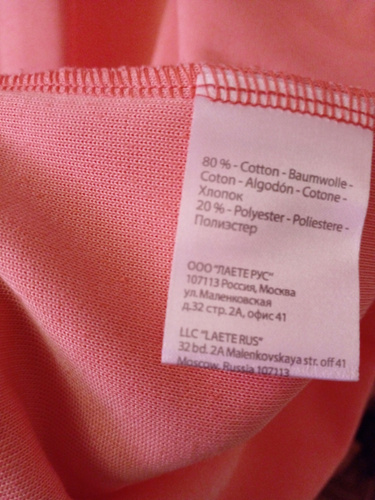 80 % - Cotton - Baumwolle -
Coton - Algodón - Cotone -
Хлопок
20% - Polyester - Poliestere -
Полиэстер
ООО "ЛАЕТЕ РУС"
107113 Россия, Москва
ул. Маленковская
д.32 стр. 2А, офис 41
LLC "LAETE RUS"
32 bd. 2A Malenkovskaya str. off 41
Moscow, Russia 107113